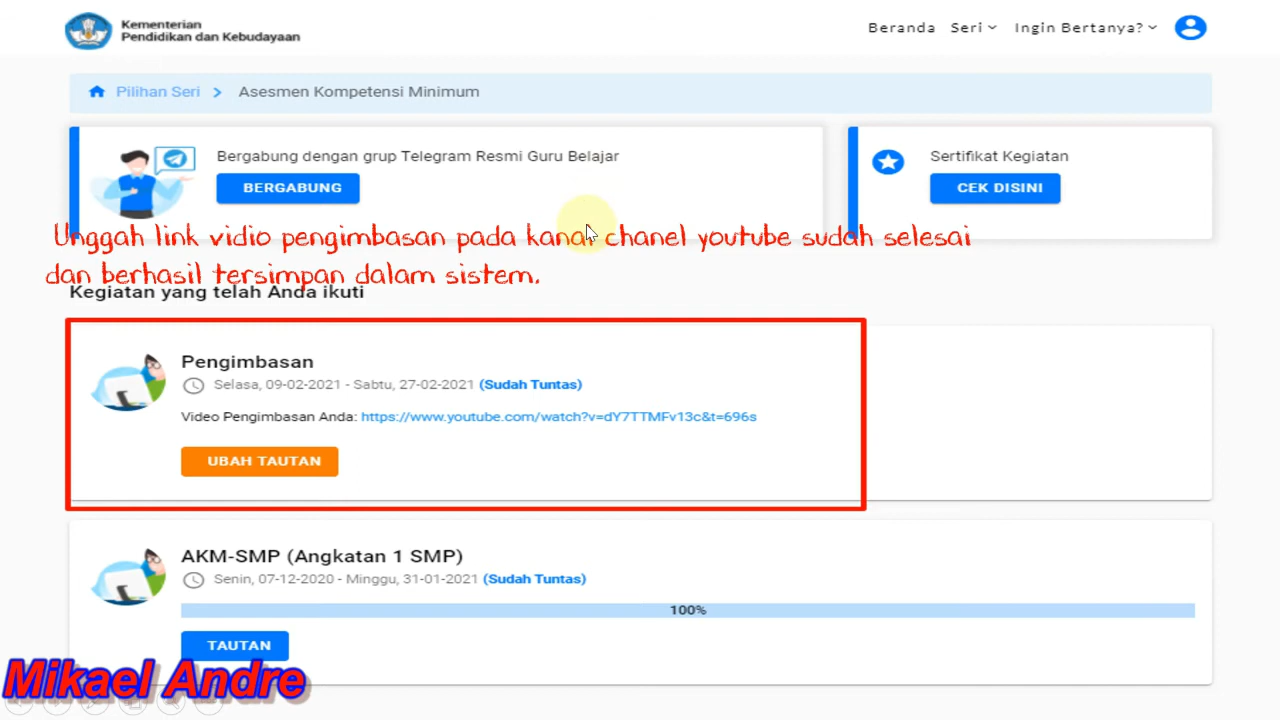 Kementerian
Pendidikan dan Kebudayaan
Beranda Seri Ingin Bertanya?
Pilihan Seri > Asesmen Kompetensi Minimum
Bergabung dengan grup Telegram Resmi Guru Belajar
BERGABUNG
Sertifikat Kegiatan
CEK DISINI
Unggah link vidio pengimbasan pada kanal chanel youtube sudah selesai
dan berhasil tersimpan dalam sistem.
Kegiatan yang telah Anda ikuti
Pengimbasan
Selasa, 09-02-2021 - Sabtu, 27-02-2021 (Sudah Tuntas)
Video Pengimbasan Anda: https://www.youtube.com/watch?v=dY7TTMFv13c&t=696s
UBAH TAUTAN
AKM-SMP (Angkatan 1 SMP)
Senin, 07-12-2020 - Minggu, 31-01-2021 (Sudah Tuntas)
100%
TAUTAN
Mikael Andre